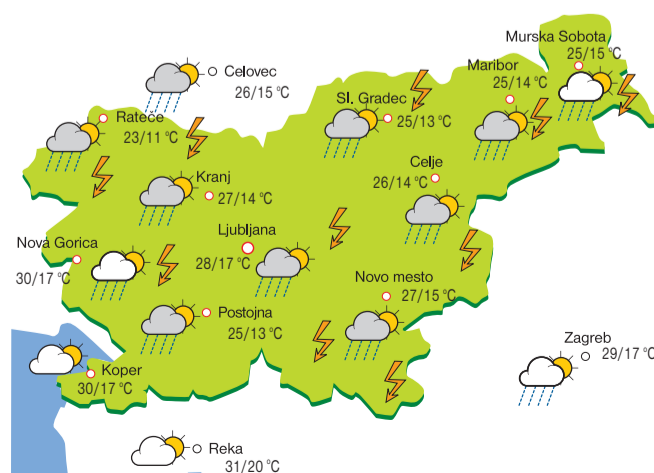 Murska Sobota
25/15 °C
Maribor
25/14 °C
Celovec
26/15 °C
Sl. Gradec
25/13 °C
Rateče
23/11 °C
Celje
26/14 °C
Kranj
27/14 °C
Ljubljana
28/17 °C
Nová Gorica
30/17 °C
Novo mesto
27/15 °C
Postojna
25/13 °C
Zagreb
29/17 °C
Koper
30/17 °C
Reka
31/20 °C